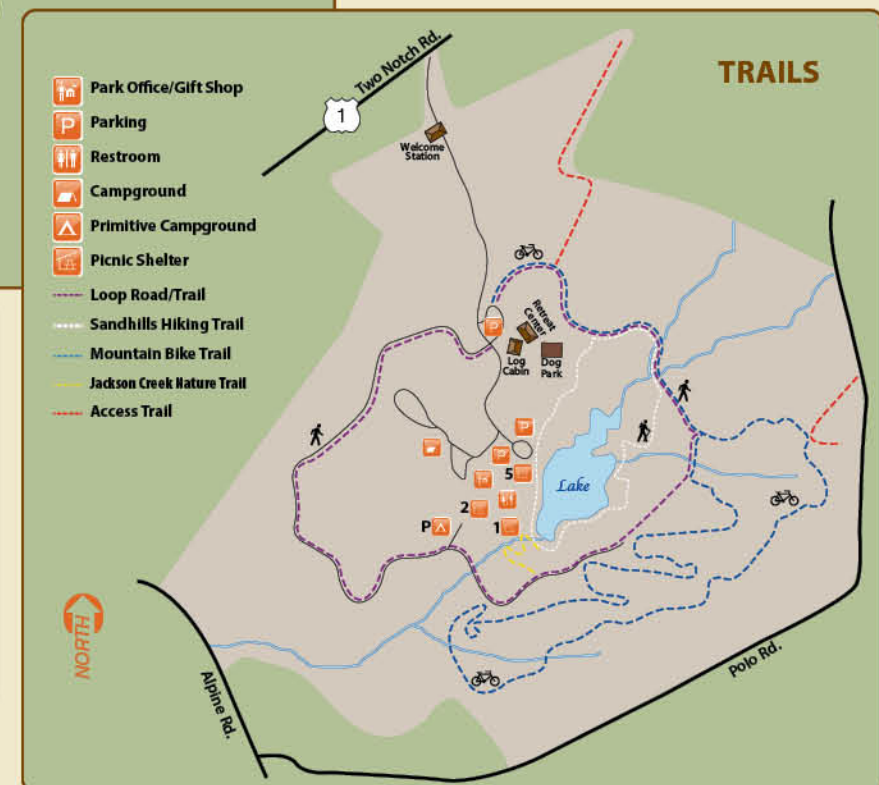 TRAILS
Two Notch Rd.
1
Park Office/Gift Shop
P
Parking
Restroom
Campground
Primitive Campground
Picnic Shelter
Loop Road/Trail
Sandhills Hiking Trail
Mountain Bike Trail
Jackson Creek Nature Trail
Access Trail
Welcome
Station
P
Retreat
Center
Log
Cabin
Dog
Park
P
P
5
Lake
2
P
1
NORTH
Alpine Rd.
Polo Rd.